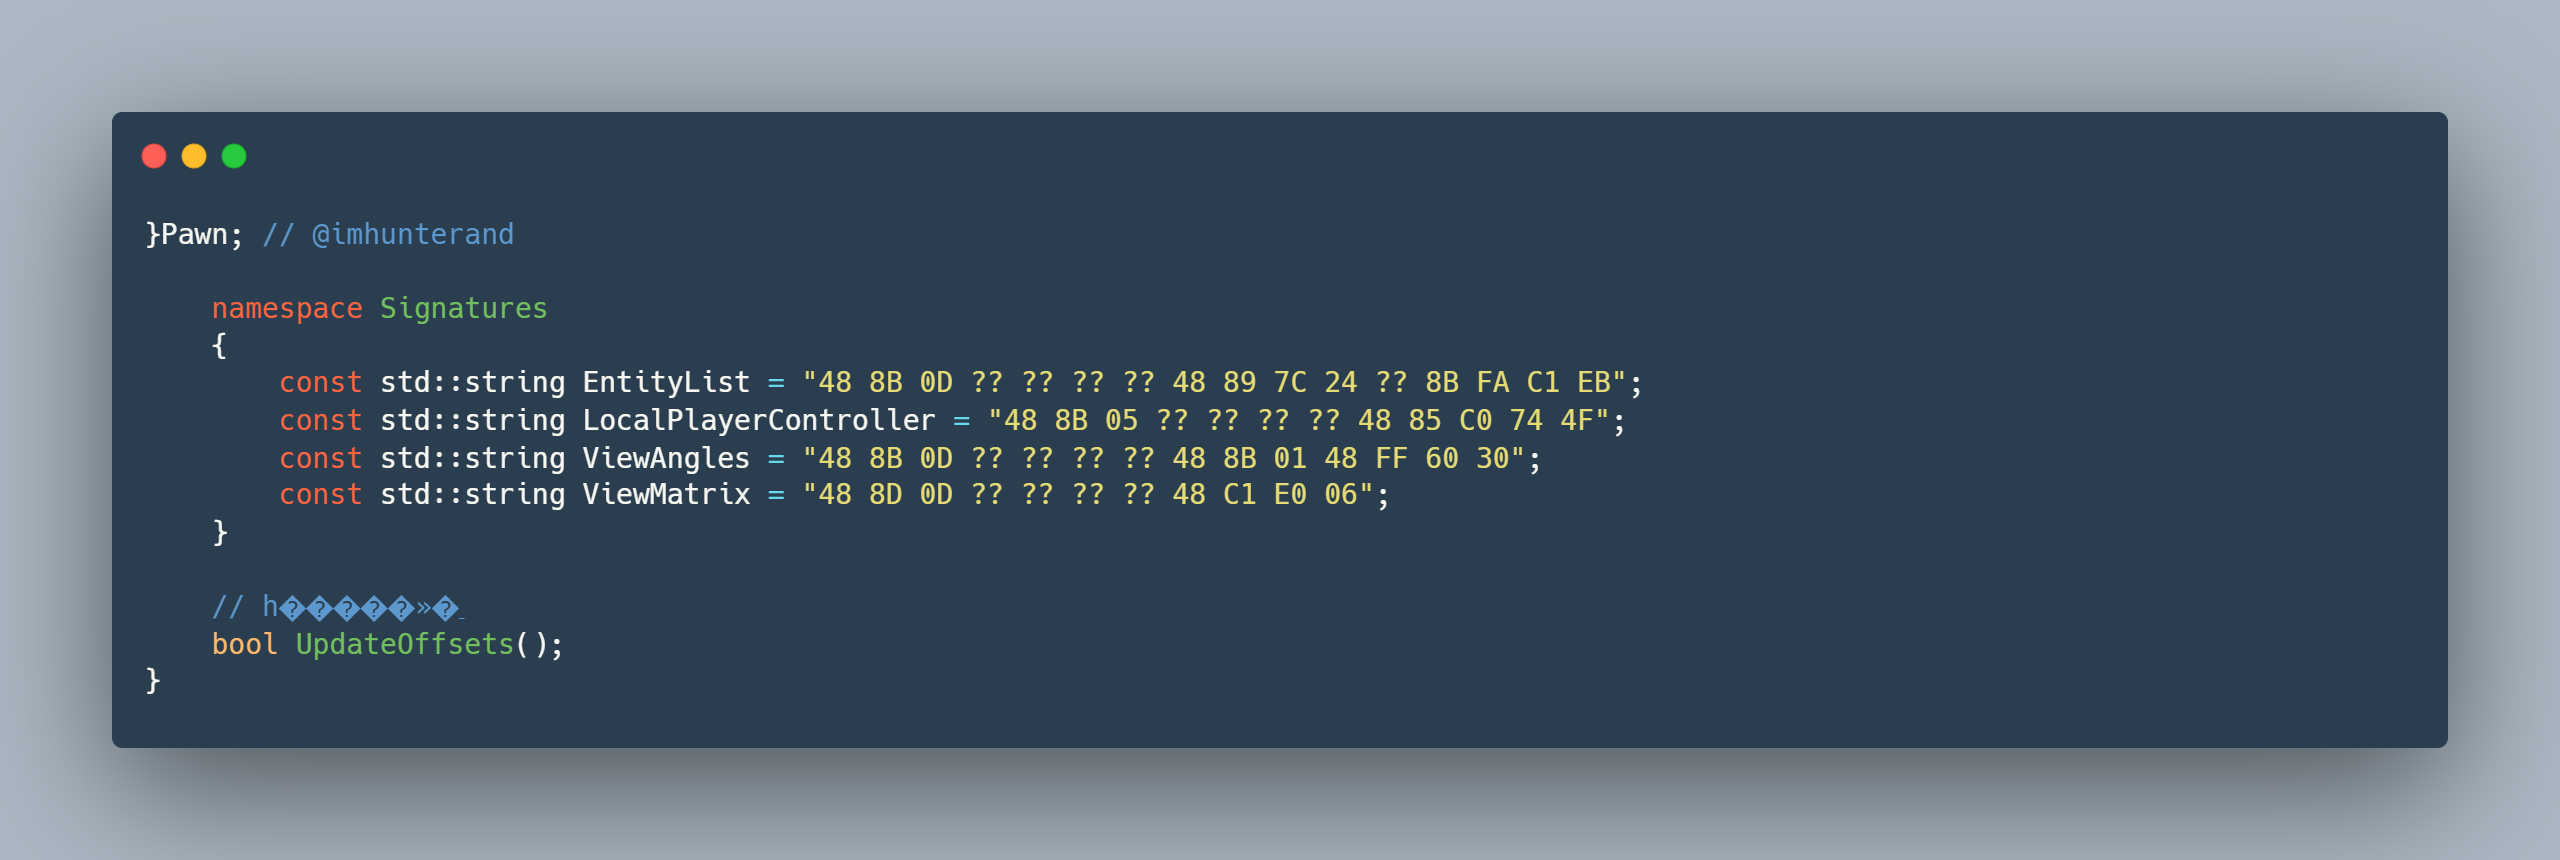 }Pawn; // @imhunterand
namespace Signatures
{
const std::string EntityList = "48 8B 0D ?? ?? ?? ?? 48 89 7C 24 ?? 8B FA C1 EB";
const std::string LocalPlayerController = "48 8B 05 ?? ?? ?? ?? 48 85 C0 74 4F";
const std::string ViewAngles = "48 8B 0D ?? ?? ?? ?? 48 8B 01 48 FF 60 30";
const std::string ViewMatrix = "48 8D 0D ?? ?? ?? ?? 48 C1 E0 06";
}
// h�����»�
bool UpdateOffsets();
}